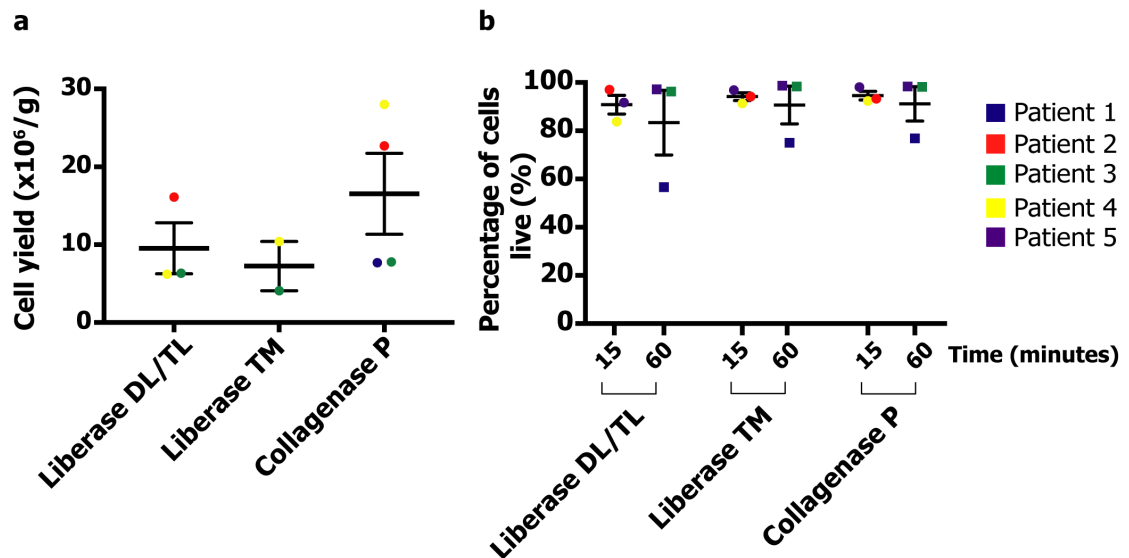 a
Cell yield (x10⁶/g)
30
20
10
0
Liberase DL/TL
Liberase TM
Collagenase P
b
Percentage of cells
live (%)
100
80
60
40
20
0
15
60
15
60
15
60
Time (minutes)
Liberase DL/TL
Liberase TM
Collagenase P
Patient 1
Patient 2
Patient 3
Patient 4
Patient 5